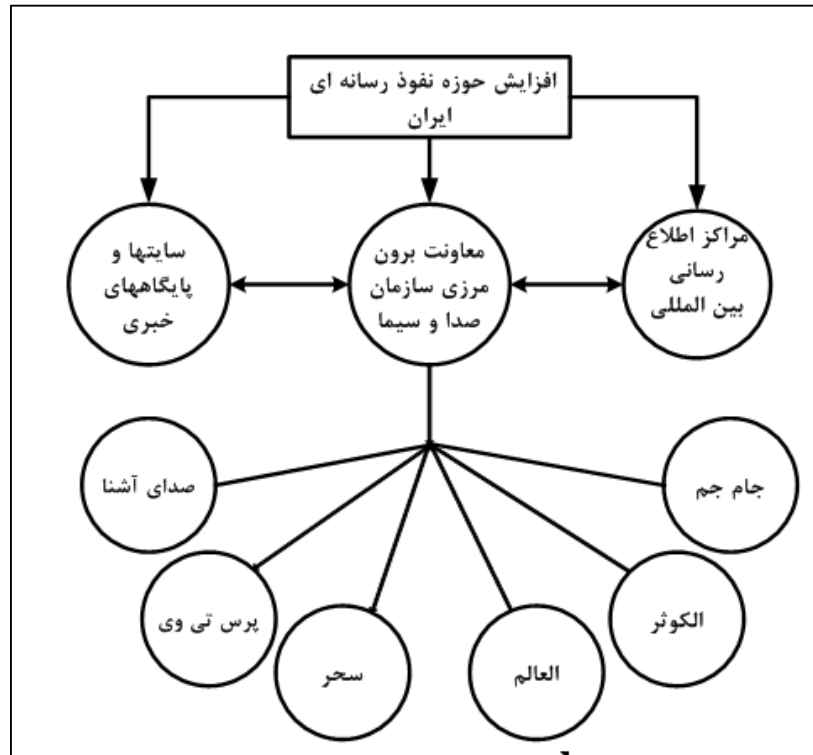 افزایش حوزه نفوذ رسانه ای
ایران
مراکز اطلاع
رسانی
بین المللی
معاونت برون
مرزی سازمان
صدا و سیما
سایتها و
پایگاههای
خبری
جام جم
الکوثر
العالم
سحر
پرس تی وی
صدای آشنا